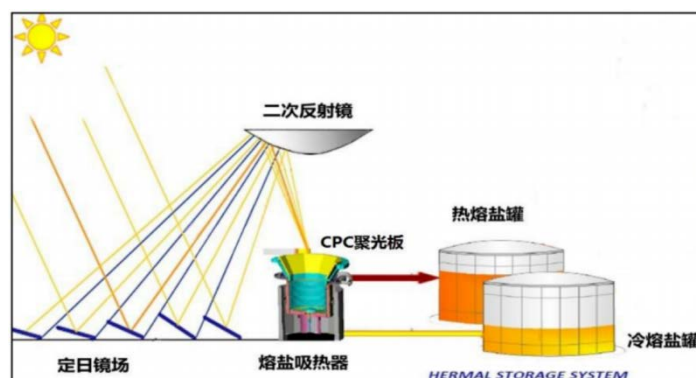 二次反射镜
CPC聚光板
热熔盐罐
冷熔盐罐
定日镜场
熔盐吸热器
HERMAL STORAGE SYSTEM